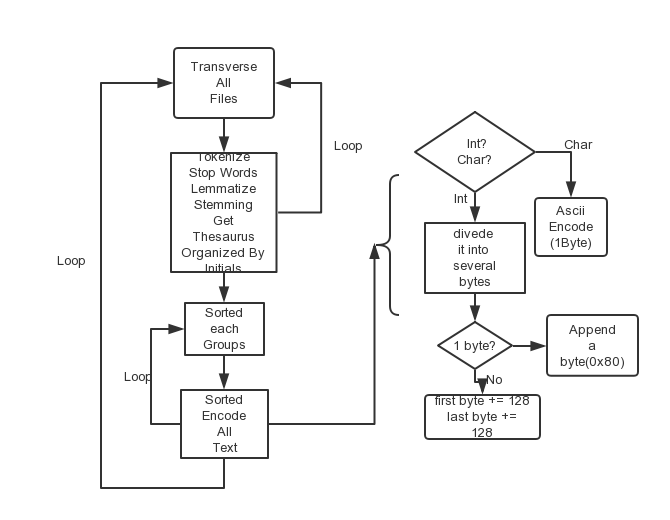 Transverse
All
Files
Loop
Tokenize
Stop Words
Lemmatize
Stemming
Get
Thesaurus
Organized By
Initials
Loop
Sorted
each
Groups
Loop
Sorted
Encode
All
Text
Int?
Char?
Char
Int
Ascii
Encode
(1Byte)
divede
it into
several
bytes
1 byte?
Append
a
byte(0x80)
No
first byte += 128
last byte +=
128